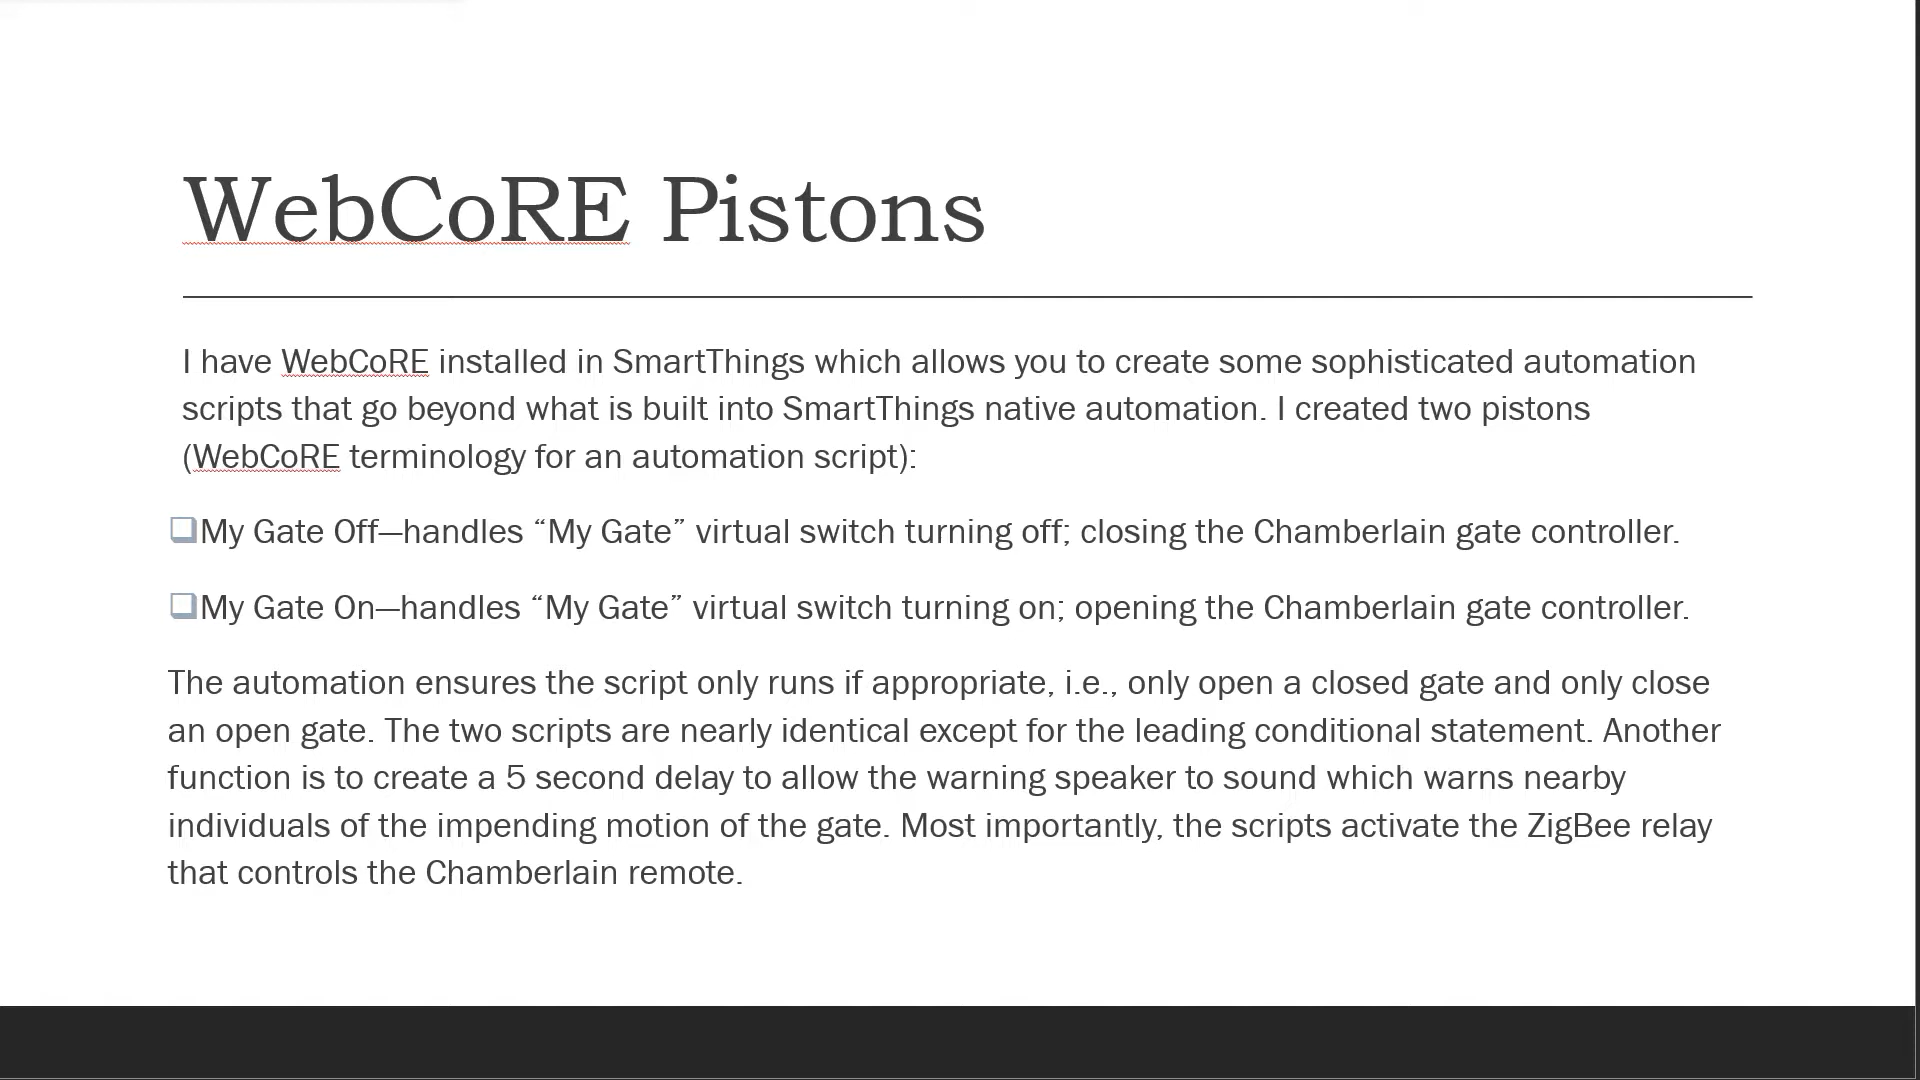 WebCoRE Pistons
I have WebCoRE installed in SmartThings which allows you to create some sophisticated automation
scripts that go beyond what is built into SmartThings native automation. I created two pistons
(WebCoRE terminology for an automation script):
❑My Gate Off—handles “My Gate” virtual switch turning off; closing the Chamberlain gate controller.
❑My Gate On—handles “My Gate” virtual switch turning on; opening the Chamberlain gate controller.
The automation ensures the script only runs if appropriate, i.e., only open a closed gate and only close
an open gate. The two scripts are nearly identical except for the leading conditional statement. Another
function is to create a 5 second delay to allow the warning speaker to sound which warns nearby
individuals of the impending motion of the gate. Most importantly, the scripts activate the ZigBee relay
that controls the Chamberlain remote.